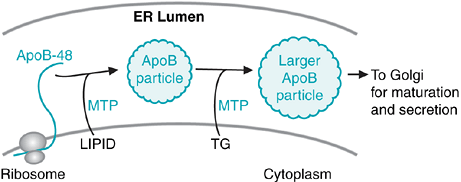 ER Lumen
ApoB-48
ApoB
particle
Larger
ApoB
particle
MTP
MTP
To Golgi
for maturation
and secretion
LIPID
TG
Ribosome
Cytoplasm